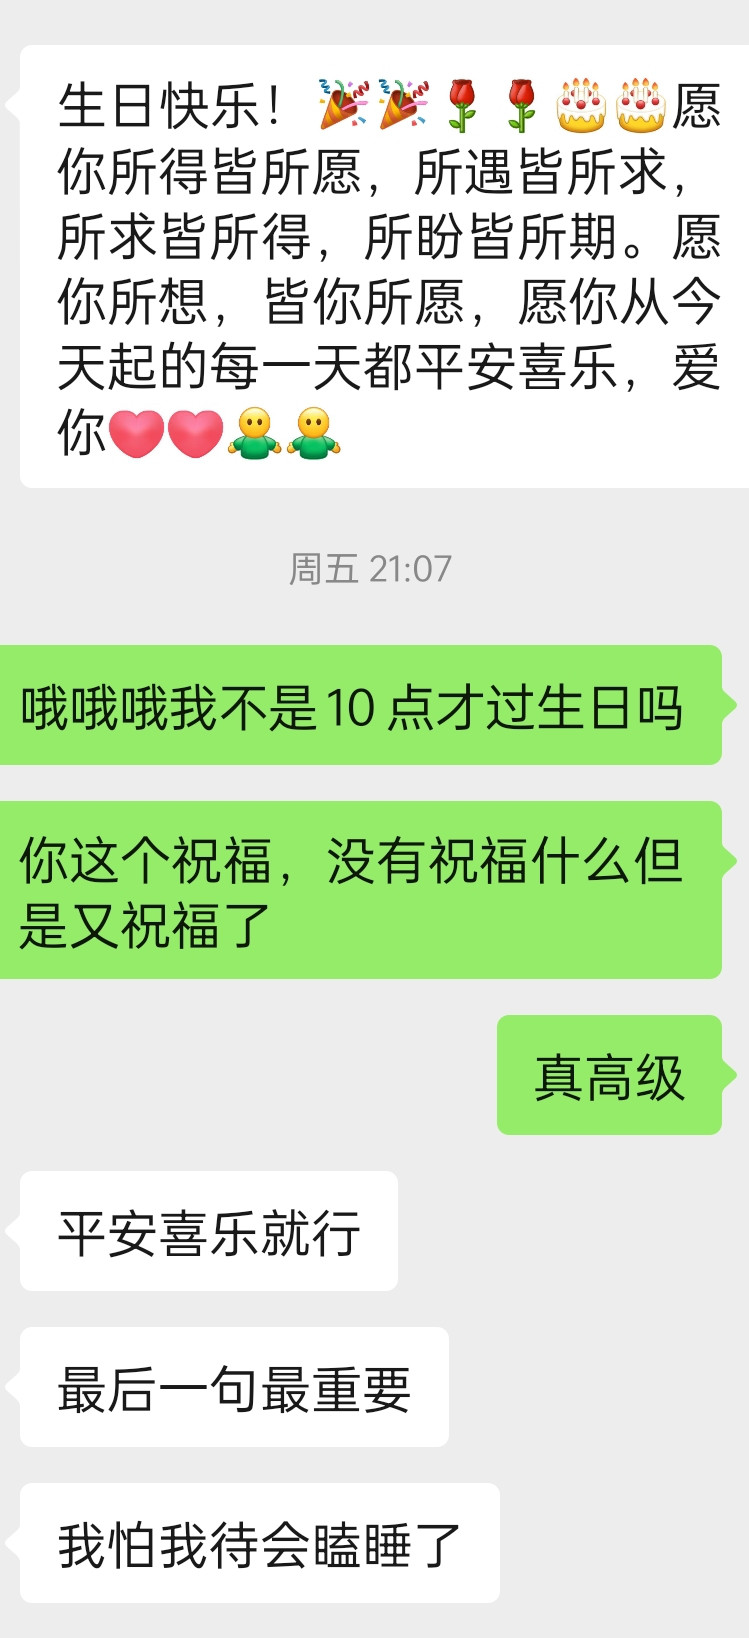 生日快乐！🎉🎉🌹🌹🎂🎂愿
你所得皆所愿，所遇皆所求，
所求皆所得，所盼皆所期。愿
你所想，皆你所愿，愿你从今
天起的每一天都平安喜乐，爱
你
周五 21:07
哦哦哦我不是10点才过生日吗
你这个祝福，没有祝福什么但
是又祝福了
真高级
平安喜乐就行
最后一句最重要
我怕我待会瞌睡了